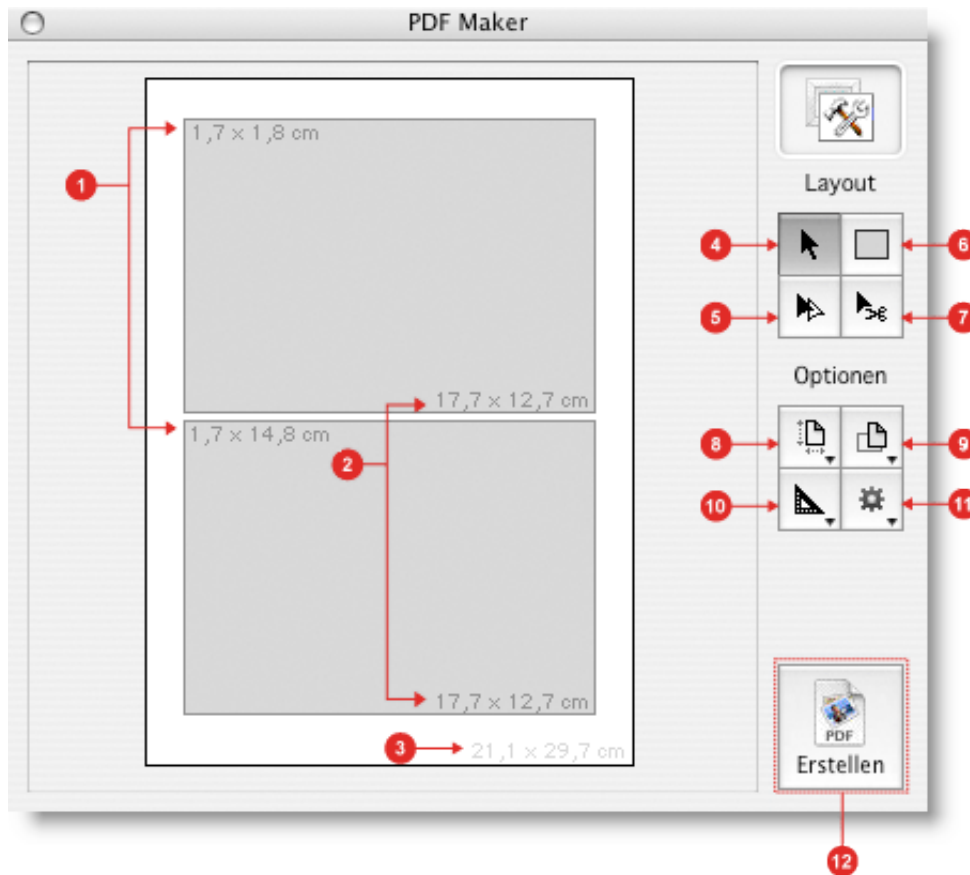 PDF Maker
1,7 x 1,8 cm
1
Layout
4
6
5
7
Optionen
17,7 x 12,7 cm
1,7 x 14,8 cm
2
8
9
10
11
17,7 x 12,7 cm
3
21,1 x 29,7 cm
PDF
Erstellen
12